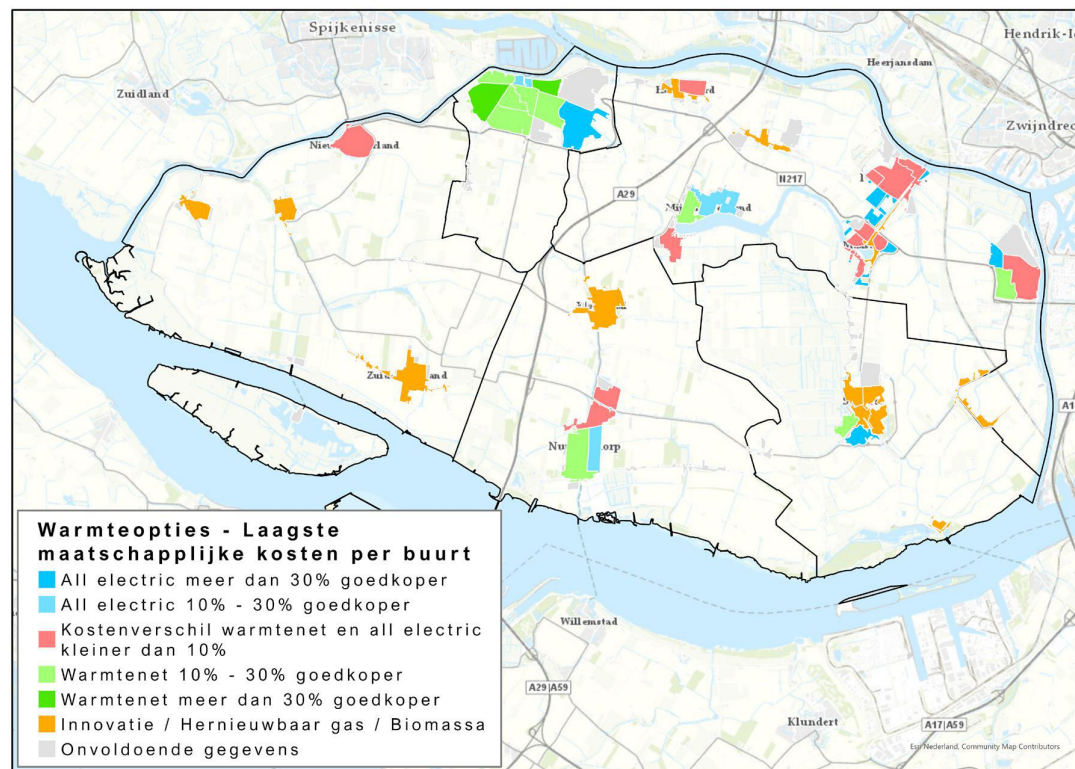 Spijkenisse
Hendrik-I
Heerjansdam
Zuidland
Zwijndrec
N217
A29
Willemstad
A29|A59
Klundert
A17|A59
Warmteopties - Laagste
maatschapplijke kosten per buurt
All electric meer dan 30% goedkoper
All electric 10% - 30% goedkoper
Kostenverschil warmtenet en all electric
kleiner dan 10%
Warmtenet 10% - 30% goedkoper
Warmtenet meer dan 30% goedkoper
Innovatie / Hernieuwbaar gas / Biomassa
Onvoldoende gegevens
Esri Nederland, Community Map Contributors